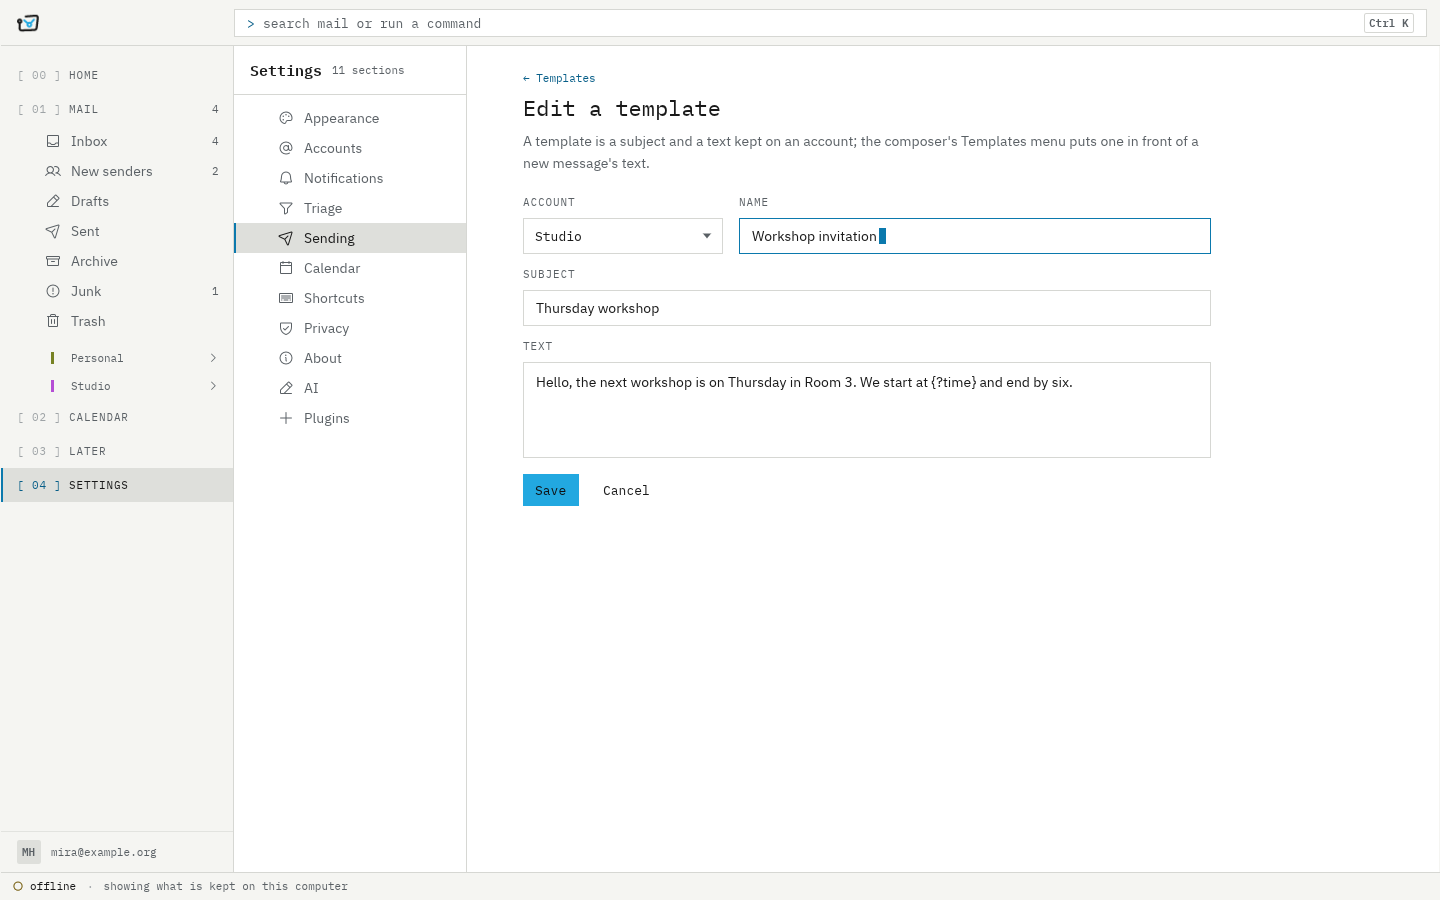 > search mail or run a command
Ctrl K
[ 00 ] HOME
[ 01 ] MAIL 4
Inbox 4
New senders 2
Drafts
Sent
Archive
Junk 1
Trash
Personal
Studio
[ 02 ] CALENDAR
[ 03 ] LATER
[ 04 ] SETTINGS
MH mira@example.org
Settings 11 sections
Appearance
Accounts
Notifications
Triage
Sending
Calendar
Shortcuts
Privacy
About
AI
Plugins
← Templates
Edit a template
A template is a subject and a text kept on an account; the composer's Templates menu puts one in front of a
new message's text.
ACCOUNT
Studio
NAME
Workshop invitation
SUBJECT
Thursday workshop
TEXT
Hello, the next workshop is on Thursday in Room 3. We start at {?time} and end by six.
Save
Cancel
offline · showing what is kept on this computer